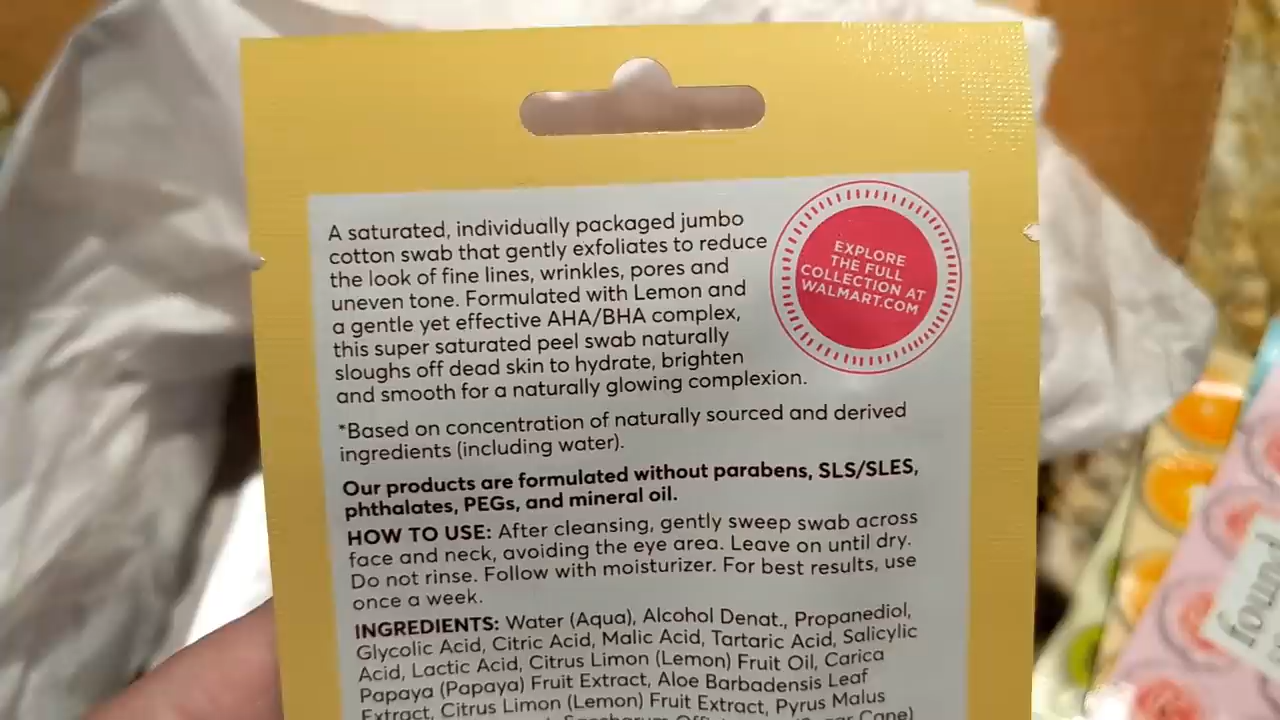 A saturated, individually packaged jumbo
cotton swab that gently exfoliates to reduce
the look of fine lines, wrinkles, pores and
uneven tone. Formulated with Lemon and
a gentle yet effective AHA/BHA complex,
this super saturated peel swab naturally
sloughs off dead skin to hydrate, brighten
and smooth for a naturally glowing complexion.
EXPLORE
THE FULL
COLLECTION AT
WALMART.COM
*Based on concentration of naturally sourced and derived
ingredients (including water).
Our products are formulated without parabens, SLS/SLES,
phthalates, PEGs, and mineral oil.
HOW TO USE: After cleansing, gently sweep swab across
face and neck, avoiding the eye area. Leave on until dry.
Do not rinse. Follow with moisturizer. For best results, use
once a week.
INGREDIENTS: Water (Aqua), Alcohol Denat., Propanediol,
Glycolic Acid, Citric Acid, Malic Acid, Tartaric Acid, Salicylic
Acid, Lactic Acid, Citrus Limon (Lemon) Fruit Oil, Carica
Papaya (Papaya) Fruit Extract, Aloe Barbadensis Leaf
Extract, Citrus Limon (Lemon) Fruit Extract, Pyrus Malus
Cane)
found